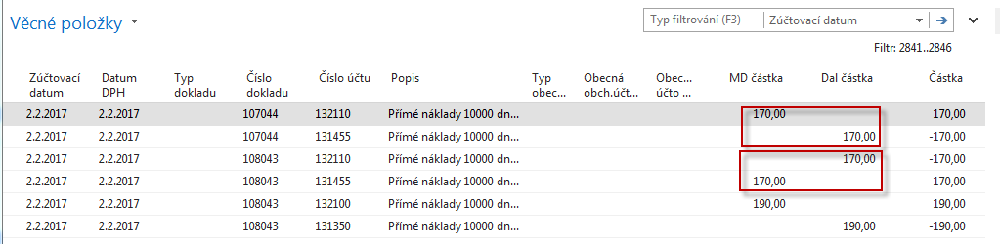 Věcné položky
Typ filtrování (F3) Zúčtovací datum
Filtr: 2841..2846
Zúčtovací datum Datum DPH Typ dokladu Číslo dokladu Číslo účtu Popis Typ obec... Obecná obch.účt... Obec... účto ... MD částka Dal částka Částka
2.2.2017 2.2.2017 107044 132110 Přímé náklady 10000 dn... 170,00 170,00
2.2.2017 2.2.2017 107044 131455 Přímé náklady 10000 dn... 170,00 -170,00
2.2.2017 2.2.2017 108043 132110 Přímé náklady 10000 dn... 170,00 -170,00
2.2.2017 2.2.2017 108043 131455 Přímé náklady 10000 dn... 170,00 170,00
2.2.2017 2.2.2017 108043 132100 Přímé náklady 10000 dn... 190,00 190,00
2.2.2017 2.2.2017 108043 131350 Přímé náklady 10000 dn... 190,00 -190,00